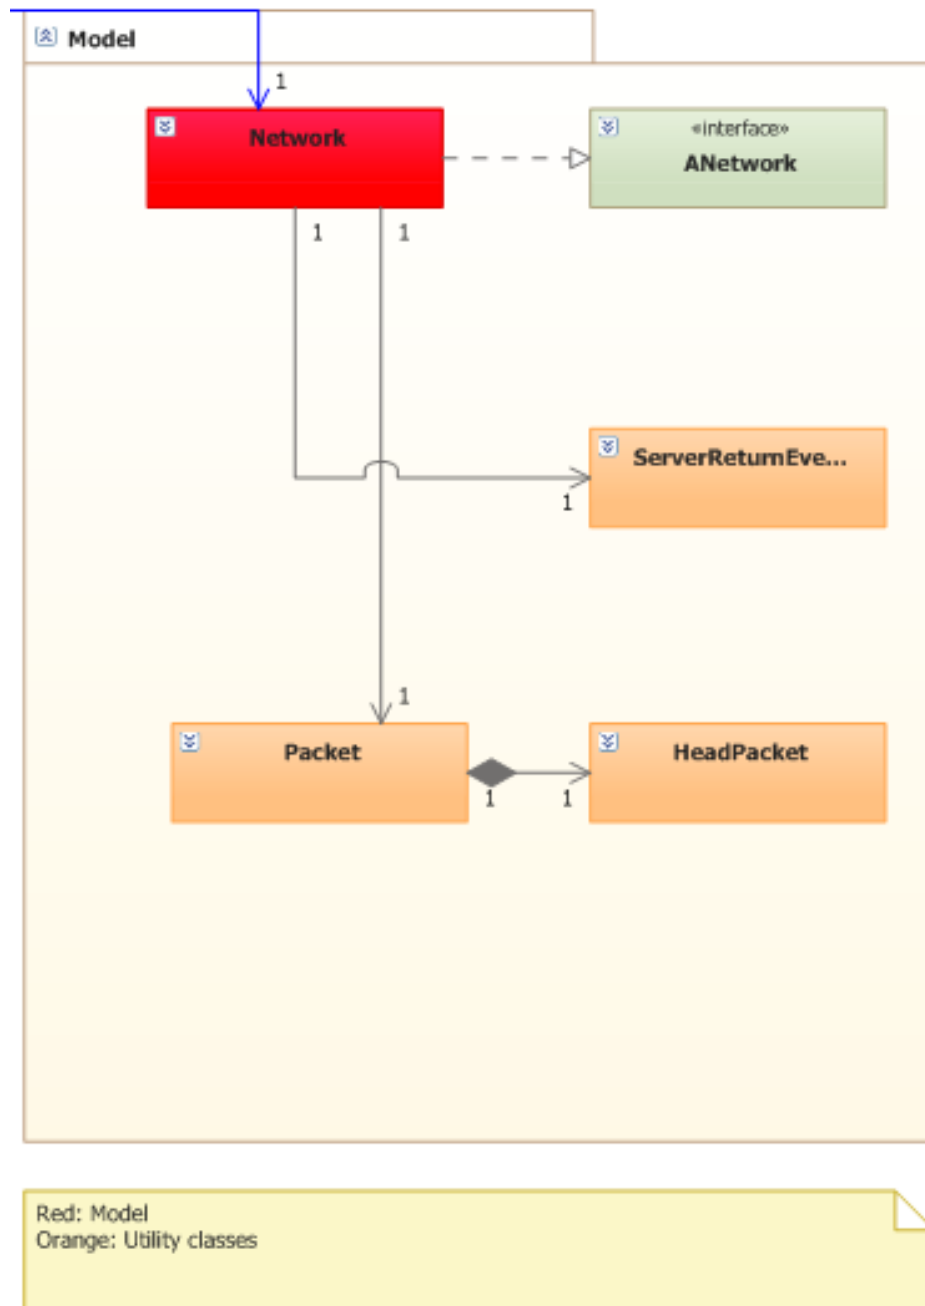 Model
1
Network
«interface»
ANetwork
1
1
ServerReturnEve...
1
1
Packet
HeadPacket
1
1
Red: Model
Orange: Utility classes